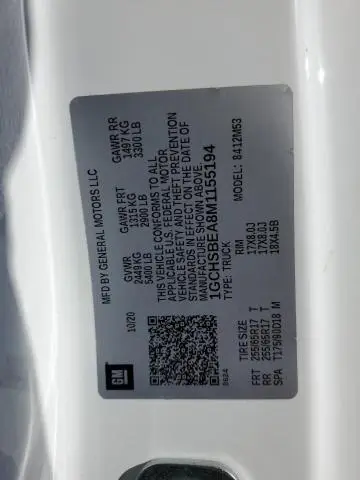 MFD BY GENERAL MOTORS LLC
10/20
GVWR
2449 KG
5400 LB
GAWR FRT
1315 KG
2900 LB
GAWR RR
1497 KG
3300 LB
THIS VEHICLE CONFORMS TO ALL
APPLICABLE U.S. FEDERAL MOTOR
VEHICLE SAFETY AND THEFT PREVENTION
STANDARDS IN EFFECT ON THE DATE OF
MANUFACTURE SHOWN ABOVE.
1GCHSBEA8M1155194
TYPE: TRUCK
MODEL: 8412M53
GM
8624
TIRE SIZE RIM
FRT 255/65R17 T 17X8.0J
RR 255/65R17 T 17X8.0J
SPA T175/80D18 M 18X4.5B